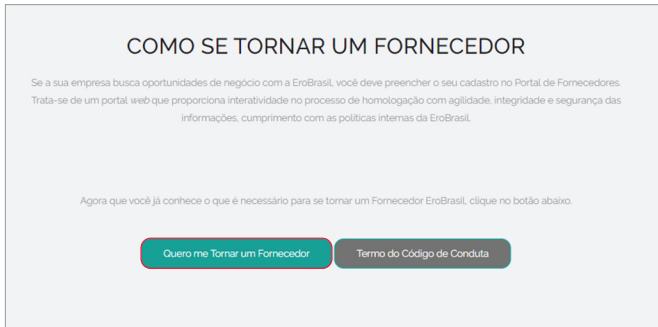 COMO SE TORNAR UM FORNECEDOR
Se a sua empresa busca oportunidades de negócio com a EroBrasil, você deve preencher o seu cadastro no Portal de Fornecedores.
Trata-se de um portal web que proporciona interatividade no processo de homologação com agilidade, integridade e segurança das
informações, cumprimento com as políticas internas da EroBrasil.
Agora que você já conhece o que é necessário para se tornar um Fornecedor EroBrasil, clique no botão abaixo.
Quero me Tornar um Fornecedor
Termo do Código de Conduta